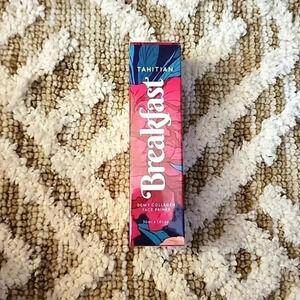 TAHITIAN
Breakfast
DEWY COLLAGEN
FACE PRIMER